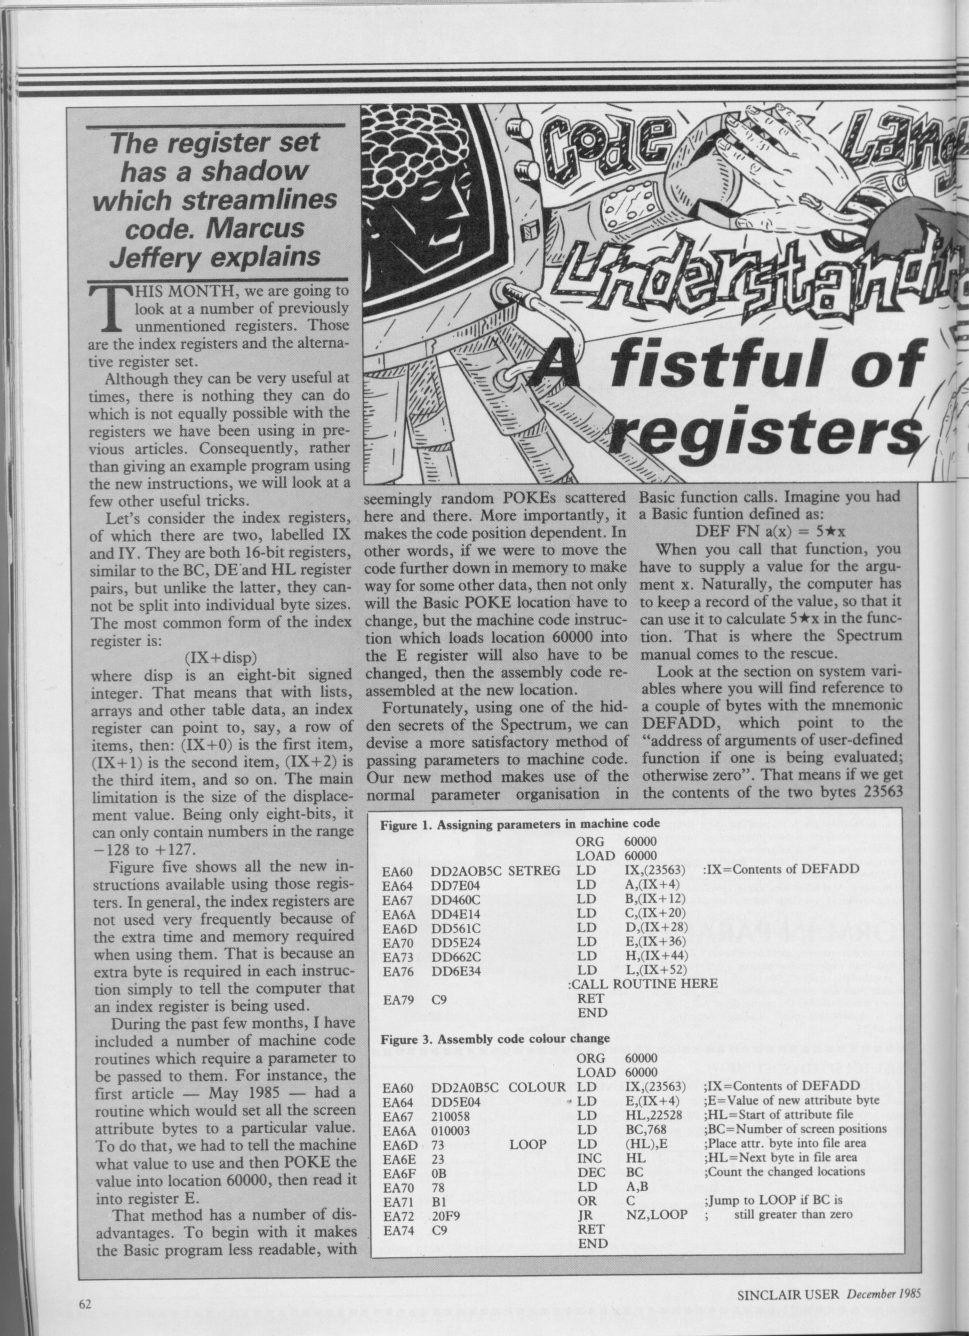 The register set
has a shadow
which streamlines
code. Marcus
Jeffery explains
THIS MONTH, we are going to
look at a number of previously
unmentioned registers. Those
are the index registers and the alterna-
tive register set.
Although they can be very useful at
times, there is nothing they can do
which is not equally possible with the
registers we have been using in pre-
vious articles. Consequently, rather
than giving an example program using
the new instructions, we will look at a
few other useful tricks.
Let's consider the index registers,
of which there are two, labelled IX
and IY. They are both 16-bit registers,
similar to the BC, DE and HL register
pairs, but unlike the latter, they can-
not be split into individual byte sizes.
The most common form of the index
register is:
(IX+disp)
where disp is an eight-bit signed
integer. That means that with lists,
arrays and other table data, an index
register can point to, say, a row of
items, then: (IX+0) is the first item,
(IX+1) is the second item, (IX+2) is
the third item, and so on. The main
limitation is the size of the displace-
ment value. Being only eight-bits, it
can only contain numbers in the range
−128 to +127.
Figure five shows all the new in-
structions available using those regis-
ters. In general, the index registers are
not used very frequently because of
the extra time and memory required
when using them. That is because an
extra byte is required in each instruc-
tion simply to tell the computer that
an index register is being used.
During the past few months, I have
included a number of machine code
routines which require a parameter to
be passed to them. For instance, the
first article — May 1985 — had a
routine which would set all the screen
attribute bytes to a particular value.
To do that, we had to tell the machine
what value to use and then POKE the
value into location 60000, then read it
into register E.
That method has a number of dis-
advantages. To begin with it makes
the Basic program less readable, with
Code
Understandin
A fistful of
registers
seemingly random POKEs scattered
here and there. More importantly, it
makes the code position dependent. In
other words, if we were to move the
code further down in memory to make
way for some other data, then not only
will the Basic POKE location have to
change, but the machine code instruc-
tion which loads location 60000 into
the E register will also have to be
changed, then the assembly code re-
assembled at the new location.
Fortunately, using one of the hid-
den secrets of the Spectrum, we can
devise a more satisfactory method of
passing parameters to machine code.
Our new method makes use of the
normal parameter organisation in
Basic function calls. Imagine you had
a Basic funtion defined as:
DEF FN a(x) = 5★x
When you call that function, you
have to supply a value for the argu-
ment x. Naturally, the computer has
to keep a record of the value, so that it
can use it to calculate 5★x in the func-
tion. That is where the Spectrum
manual comes to the rescue.
Look at the section on system vari-
ables where you will find reference to
a couple of bytes with the mnemonic
DEFADD, which point to the
“address of arguments of user-defined
function if one is being evaluated;
otherwise zero”. That means if we get
the contents of the two bytes 23563
Figure 1. Assigning parameters in machine code
ORG 60000
LOAD 60000
EA60 DD2AOB5C SETREG LD IX,(23563) :IX=Contents of DEFADD
EA64 DD7E04 LD A,(IX+4)
EA67 DD460C LD B,(IX+12)
EA6A DD4E14 LD C,(IX+20)
EA6D DD561C LD D,(IX+28)
EA70 DD5E24 LD E,(IX+36)
EA73 DD662C LD H,(IX+44)
EA76 DD6E34 LD L,(IX+52)
:CALL ROUTINE HERE
EA79 C9 RET
END
Figure 3. Assembly code colour change
ORG 60000
LOAD 60000
EA60 DD2A0B5C COLOUR LD IX,(23563) ;IX=Contents of DEFADD
EA64 DD5E04 LD E,(IX+4) ;E=Value of new attribute byte
EA67 210058 LD HL,22528 ;HL=Start of attribute file
EA6A 010003 LD BC,768 ;BC=Number of screen positions
EA6D 73 LOOP LD (HL),E ;Place attr. byte into file area
EA6E 23 INC HL ;HL=Next byte in file area
EA6F 0B DEC BC ;Count the changed locations
EA70 78 LD A,B
EA71 B1 OR C ;Jump to LOOP if BC is
EA72 20F9 JR NZ,LOOP ; still greater than zero
EA74 C9 RET
END
62
SINCLAIR USER December 1985